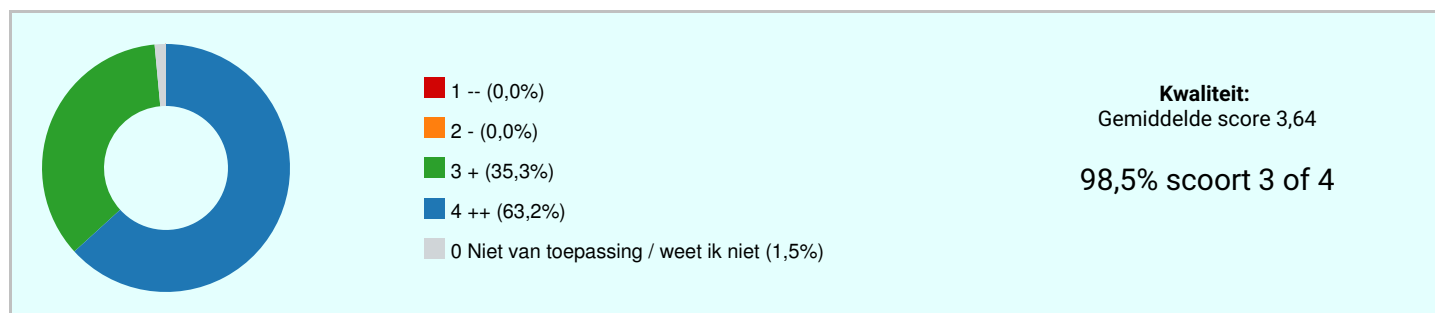 1 -- (0,0%)
2 - (0,0%)
3 + (35,3%)
4 ++ (63,2%)
0 Niet van toepassing / weet ik niet (1,5%)
Kwaliteit:
Gemiddelde score 3,64
98,5% scoort 3 of 4